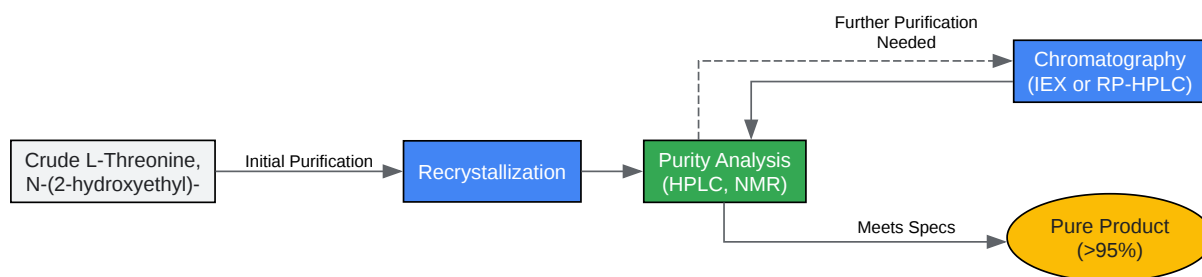 Crude L-Threonine,
N-(2-hydroxyethyl)-
Initial Purification
Recrystallization
Purity Analysis
(HPLC, NMR)
Further Purification
Needed
Chromatography
(IEX or RP-HPLC)
Meets Specs
Pure Product
(>95%)